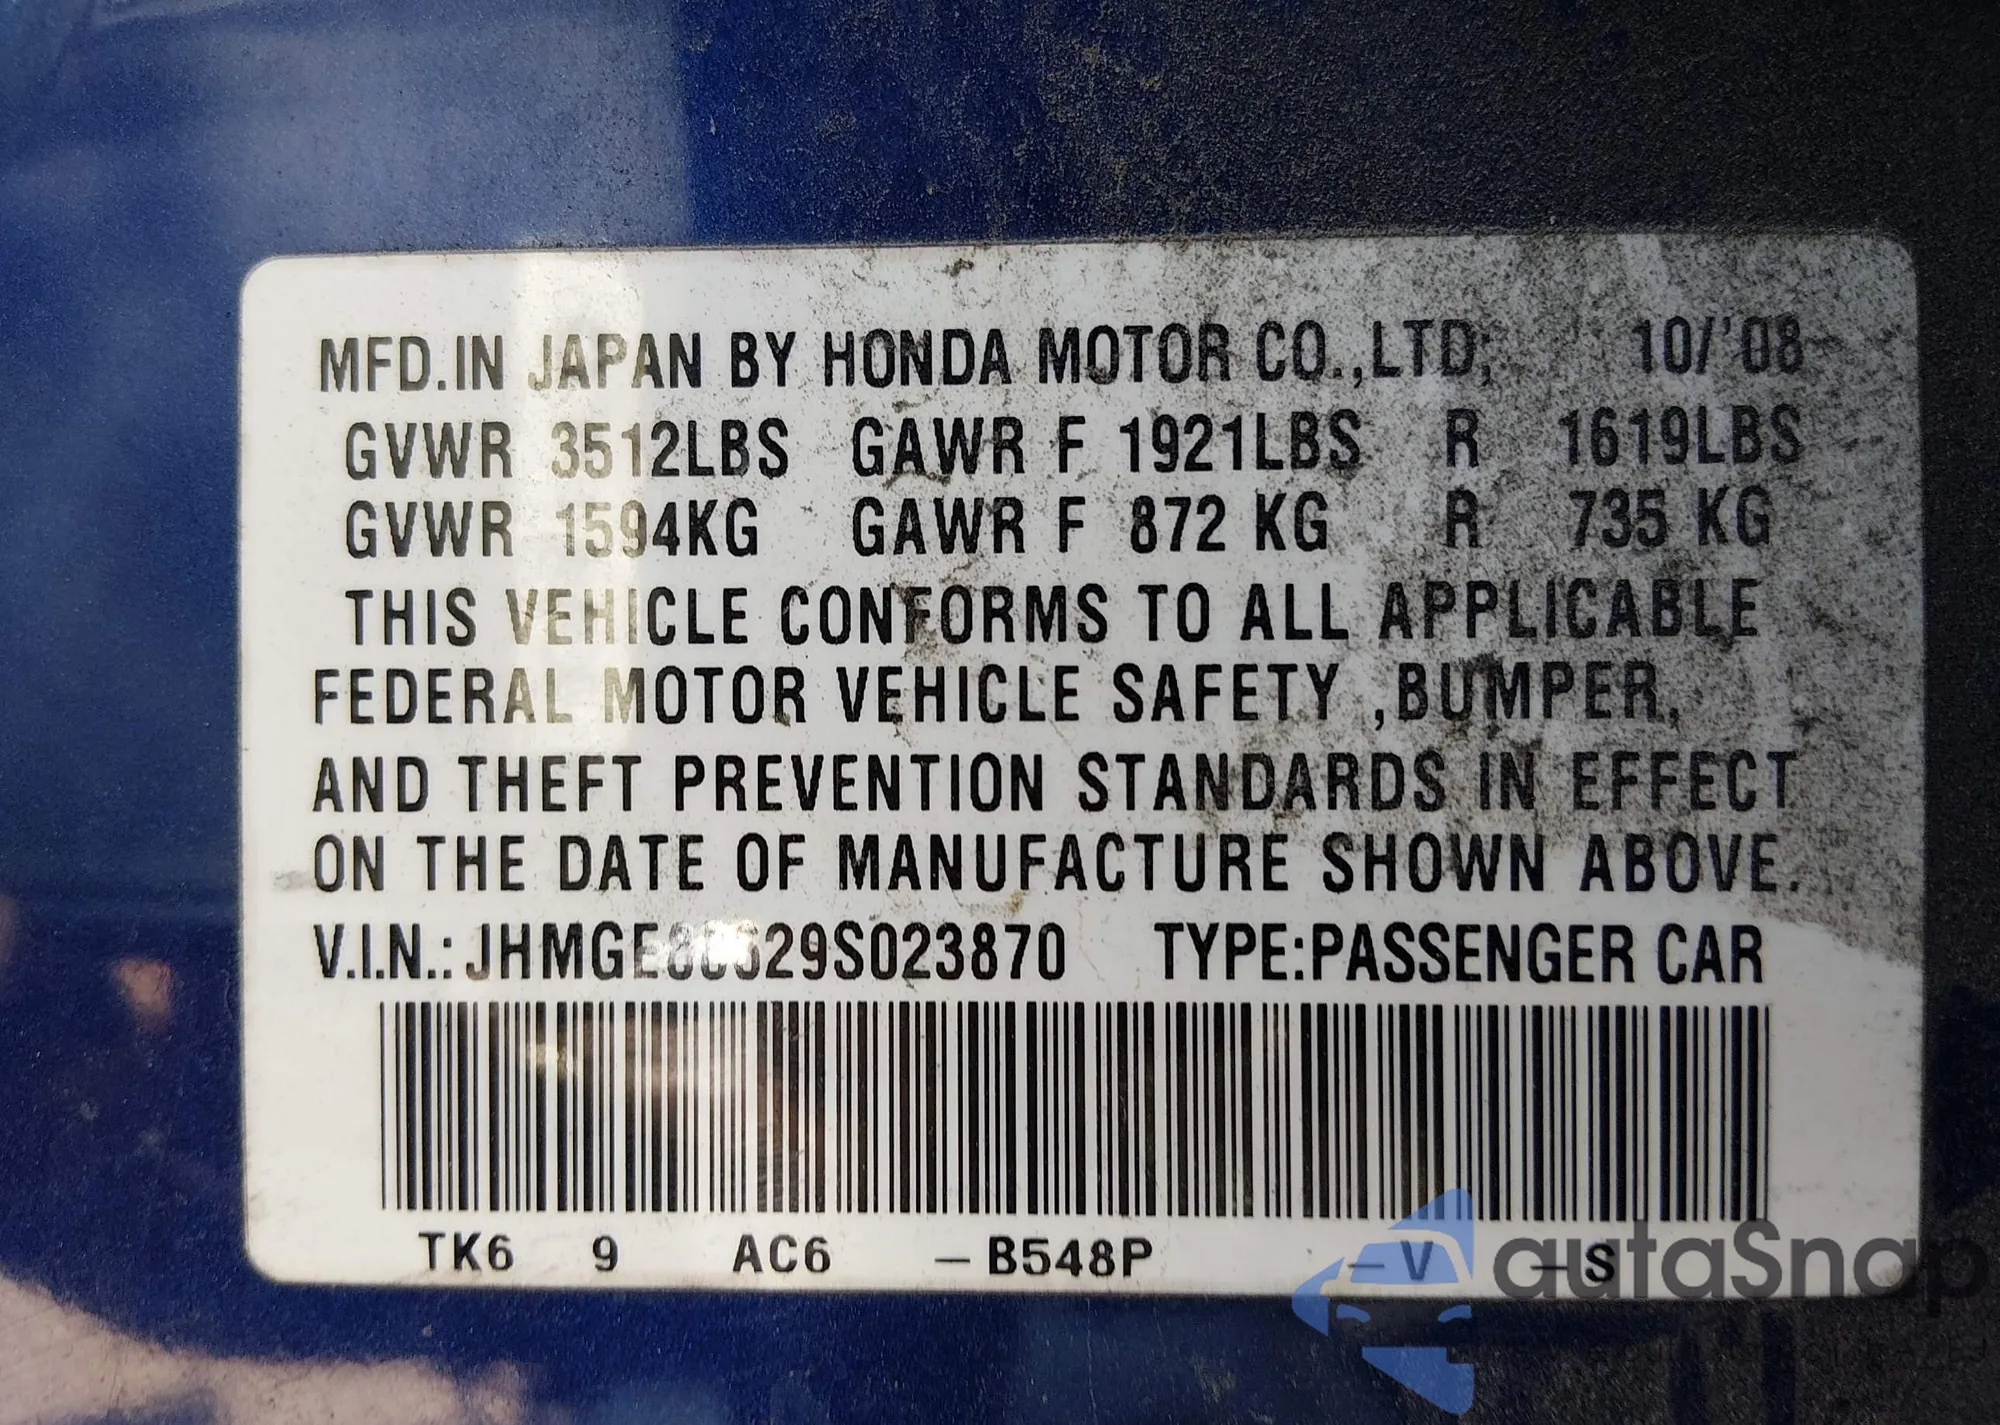 MFD.IN JAPAN BY HONDA MOTOR CO.,LTD; 10/'08
GVWR 3512LBS GAWR F 1921LBS R 1619LBS
GVWR 1594KG GAWR F 872 KG R 735 KG
THIS VEHICLE CONFORMS TO ALL APPLICABLE
FEDERAL MOTOR VEHICLE SAFETY ,BUMPER,
AND THEFT PREVENTION STANDARDS IN EFFECT
ON THE DATE OF MANUFACTURE SHOWN ABOVE.
V.I.N.: TYPE:PASSENGER CAR
TK6 9 AC6 –B548P –V –S
autaSnap